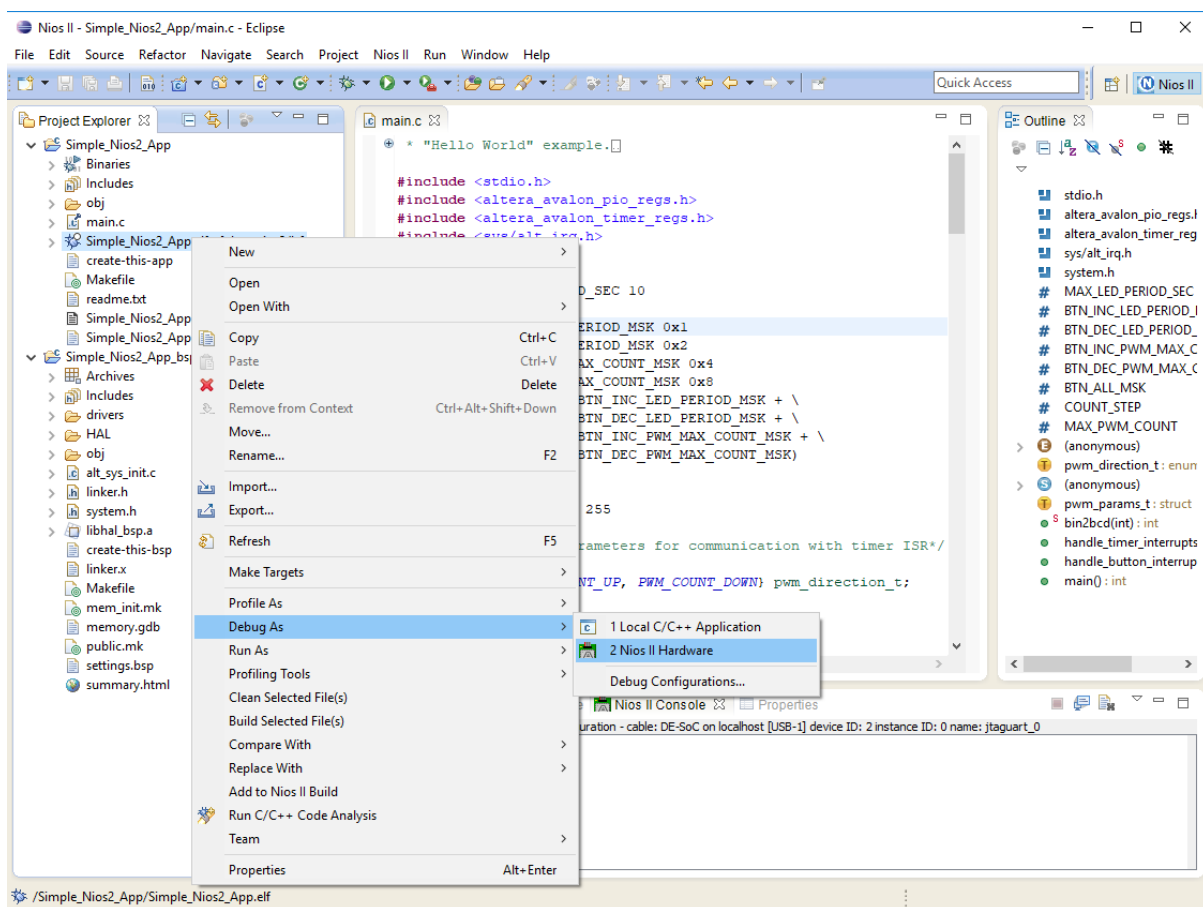 Nios II - Simple_Nios2_App/main.c - Eclipse
File Edit Source Refactor Navigate Search Project Nios II Run Window Help
Quick Access
Nios II
Project Explorer
Simple_Nios2_App
Binaries
Includes
obj
main.c
Simple_Nios2_App
create-this-app
Makefile
readme.txt
Simple_Nios2_App
Simple_Nios2_App
Simple_Nios2_App_bsp
Archives
Includes
drivers
HAL
obj
alt_sys_init.c
linker.h
system.h
libhal_bsp.a
create-this-bsp
linker.x
Makefile
mem_init.mk
memory.gdb
public.mk
settings.bsp
summary.html
New
Open
Open With
Copy Ctrl+C
Paste Ctrl+V
Delete Delete
Remove from Context Ctrl+Alt+Shift+Down
Move...
Rename... F2
Import...
Export...
Refresh F5
Make Targets
Profile As
Debug As
Run As
Profiling Tools
Clean Selected File(s)
Build Selected File(s)
Compare With
Replace With
Add to Nios II Build
Run C/C++ Code Analysis
Team
Properties Alt+Enter
1 Local C/C++ Application
2 Nios II Hardware
Debug Configurations...
main.c
* "Hello World" example.
#include <stdio.h>
#include <altera_avalon_pio_regs.h>
#include <altera_avalon_timer_regs.h>
#include <sys/alt_irq.h>
D_SEC 10
ERIOD_MSK 0x1
ERIOD_MSK 0x2
AX_COUNT_MSK 0x4
AX_COUNT_MSK 0x8
BTN_INC_LED_PERIOD_MSK + \
BTN_DEC_LED_PERIOD_MSK + \
BTN_INC_PWM_MAX_COUNT_MSK + \
BTN_DEC_PWM_MAX_COUNT_MSK)
255
rameters for communication with timer ISR*/
NT_UP, PWM_COUNT_DOWN} pwm_direction_t;
Outline
stdio.h
altera_avalon_pio_regs.h
altera_avalon_timer_reg
sys/alt_irq.h
system.h
MAX_LED_PERIOD_SEC
BTN_INC_LED_PERIOD_
BTN_DEC_LED_PERIOD_
BTN_INC_PWM_MAX_C
BTN_DEC_PWM_MAX_C
BTN_ALL_MSK
COUNT_STEP
MAX_PWM_COUNT
(anonymous)
pwm_direction_t : enum
(anonymous)
pwm_params_t : struct
bin2bcd(int) : int
handle_timer_interrupts
handle_button_interrup
main() : int
Nios II Console Properties
uration - cable: DE-SoC on localhost [USB-1] device ID: 2 instance ID: 0 name: jtaguart_0
/Simple_Nios2_App/Simple_Nios2_App.elf